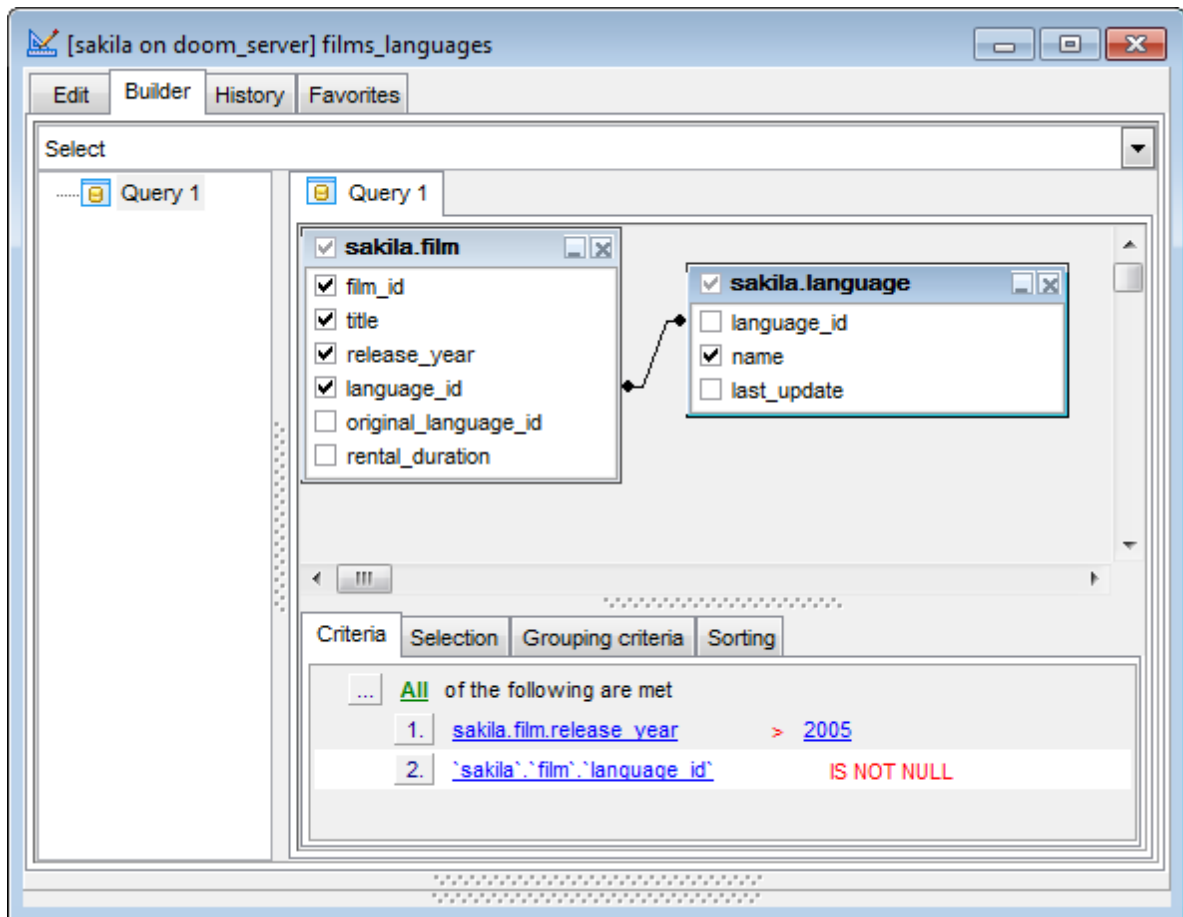 [sakila on doom_server] films_languages
Edit Builder History Favorites
Select
Query 1
Query 1
sakila.film
film_id
title
release_year
language_id
original_language_id
rental_duration
sakila.language
language_id
name
last_update
Criteria Selection Grouping criteria Sorting
... All of the following are met
1. sakila.film.release_year > 2005
2. `sakila`.`film`.`language_id` IS NOT NULL